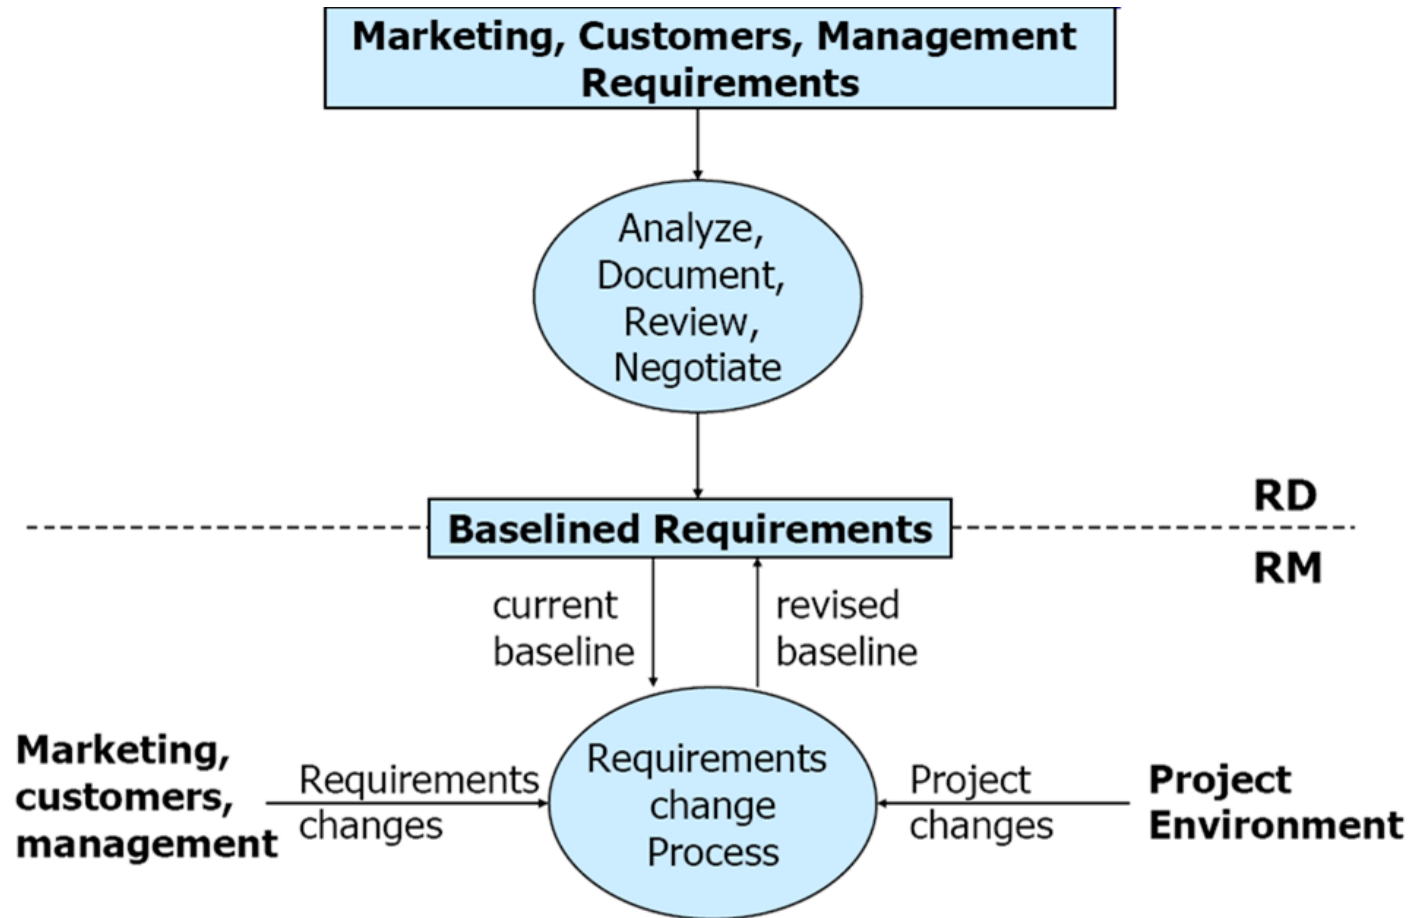 Marketing, Customers, Management
Requirements
Analyze,
Document,
Review,
Negotiate
RD
Baselined Requirements
RM
current
baseline
revised
baseline
Marketing,
customers,
management
Requirements
changes
Requirements
change
Process
Project
changes
Project
Environment